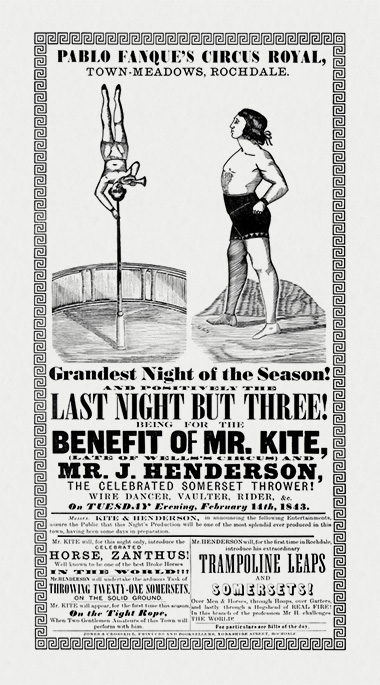 PABLO FANQUE'S CIRCUS ROYAL,
TOWN-MEADOWS, ROCHDALE.
Grandest Night of the Season!
AND POSITIVELY THE
LAST NIGHT BUT THREE!
BEING FOR THE
BENEFIT OF MR. KITE,
(LATE OF WELLS'S CIRCUS) AND
MR. J. HENDERSON,
THE CELEBRATED SOMERSET THROWER!
WIRE DANCER, VAULTER, RIDER, &c.
On TUESDAY Evening, February 14th, 1843.
Messrs. KITE & HENDERSON, in announcing the following Entertainments,
assure the Public that this Night's Production will be one of the most splendid ever produced in this
town, having been some days in preparation.
Mr. KITE will, for this night only, introduce the
CELEBRATED
HORSE, ZANTHUS!
Well known to be one of the best Broke Horses
IN THE WORLD!!!
Mr. HENDERSON will undertake the arduous Task of
THROWING TWENTY-ONE SOMERSETS,
ON THE SOLID GROUND.
Mr. KITE will appear, for the first time this season,
On the Tight Rope,
When Two Gentlemen Amateurs of this Town will
perform with him.
Mr. HENDERSON will, for the first time in Rochdale,
introduce his extraordinary
TRAMPOLINE LEAPS
AND
SOMERSETS!
Over Men & Horses, through Hoops, over Garters,
and lastly through a Hogshead of REAL FIRE!
In this branch of the profession Mr. H. challenges
THE WORLD!
For particulars see Bills of the day.
JONES & CROSSKILL, PRINTERS AND BOOKSELLERS, YORKSHIRE STREET, ROCHDALE